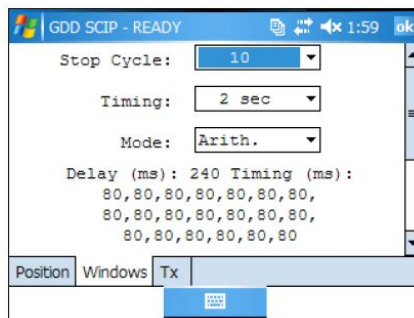 GDD SCIP - READY 1:59 ok
Stop Cycle: 10
Timing: 2 sec
Mode: Arith.
Delay (ms): 240 Timing (ms):
80,80,80,80,80,80,80,
80,80,80,80,80,80,80,
80,80,80,80,80,80
Position Windows Tx